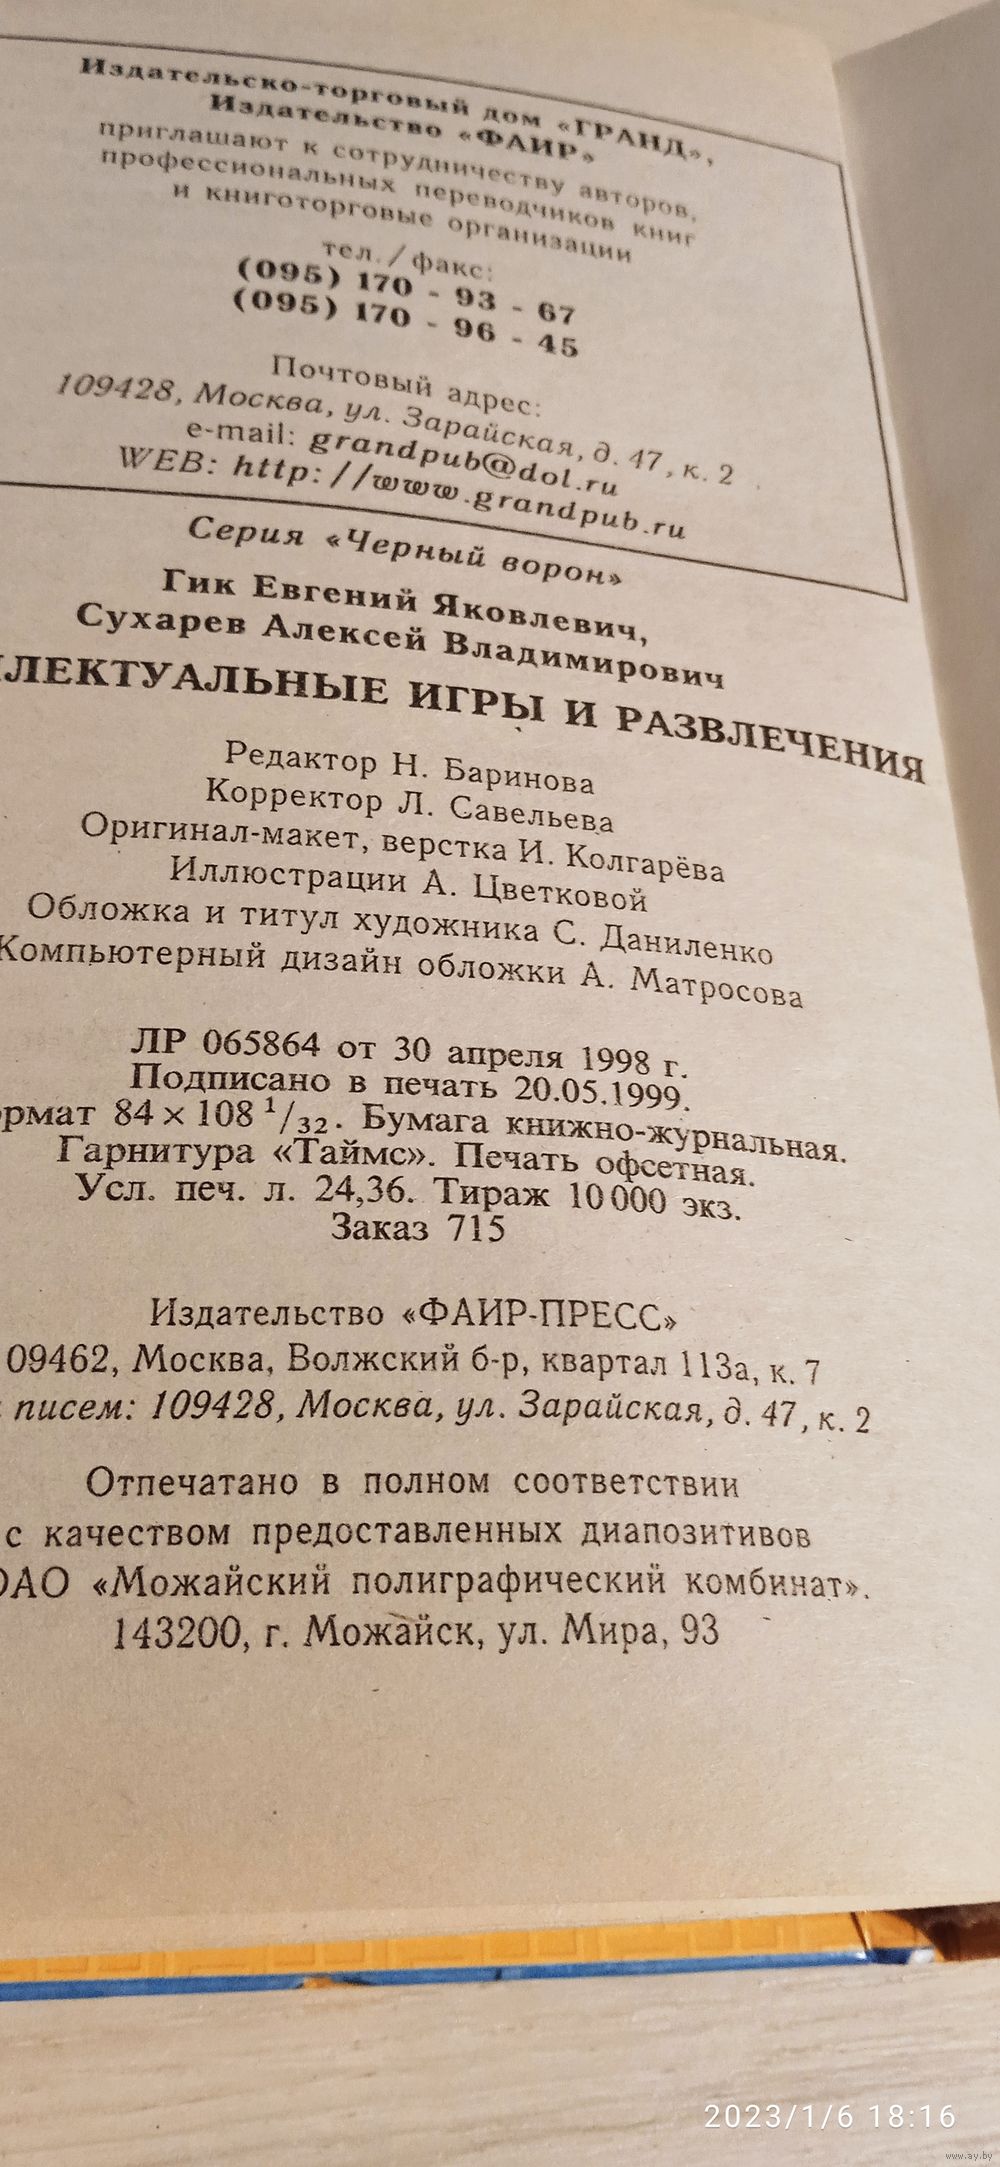 Издательско-торговый дом «ГРАНД»,
Издательство «ФАИР»
приглашают к сотрудничеству авторов,
профессиональных переводчиков книг
и книготорговые организации
тел./факс:
(095) 170 - 93 - 67
(095) 170 - 96 - 45
Почтовый адрес:
109428, Москва, ул. Зарайская, д. 47, к. 2
e-mail: grandpub@dol.ru
WEB: http://www.grandpub.ru
Серия «Черный ворон»
Гик Евгений Яковлевич,
Сухарев Алексей Владимирович
ЛЕКТУАЛЬНЫЕ ИГРЫ И РАЗВЛЕЧЕНИЯ
Редактор Н. Баринова
Корректор Л. Савельева
Оригинал-макет, верстка И. Колгарёва
Иллюстрации А. Цветковой
Обложка и титул художника С. Даниленко
Компьютерный дизайн обложки А. Матросова
ЛР 065864 от 30 апреля 1998 г.
Подписано в печать 20.05.1999.
рмат 84 × 108 1/32. Бумага книжно-журнальная.
Гарнитура «Таймс». Печать офсетная.
Усл. печ. л. 24,36. Тираж 10 000 экз.
Заказ 715
Издательство «ФАИР-ПРЕСС»
09462, Москва, Волжский б-р, квартал 113а, к. 7
писем: 109428, Москва, ул. Зарайская, д. 47, к. 2
Отпечатано в полном соответствии
с качеством предоставленных диапозитивов
ОАО «Можайский полиграфический комбинат».
143200, г. Можайск, ул. Мира, 93
2023/1/6 18:16
www.ay.by